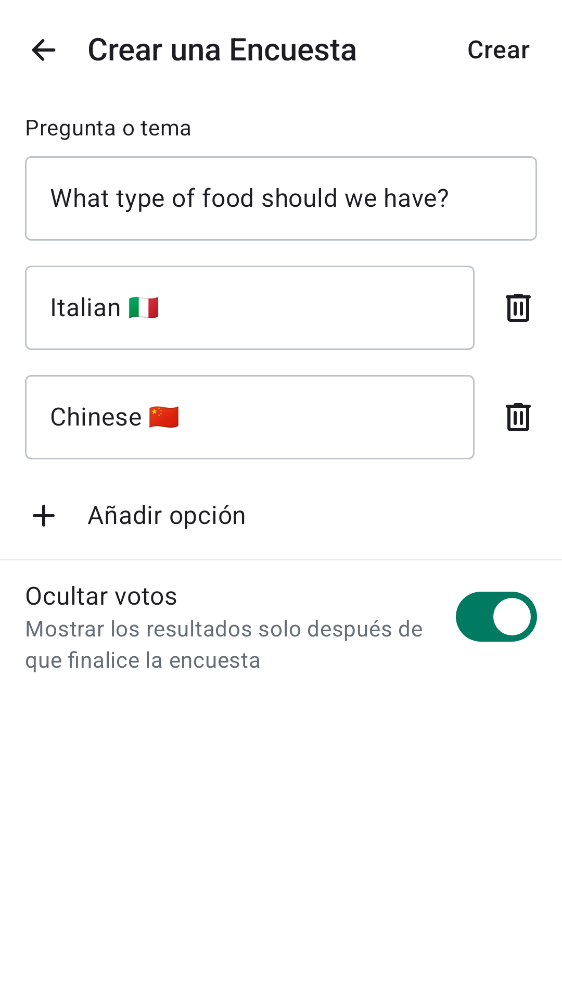 Crear una Encuesta
Crear
Pregunta o tema
What type of food should we have?
Italian 🇮🇹
Chinese 🇨🇳
Añadir opción
Ocultar votos
Mostrar los resultados solo después de
que finalice la encuesta